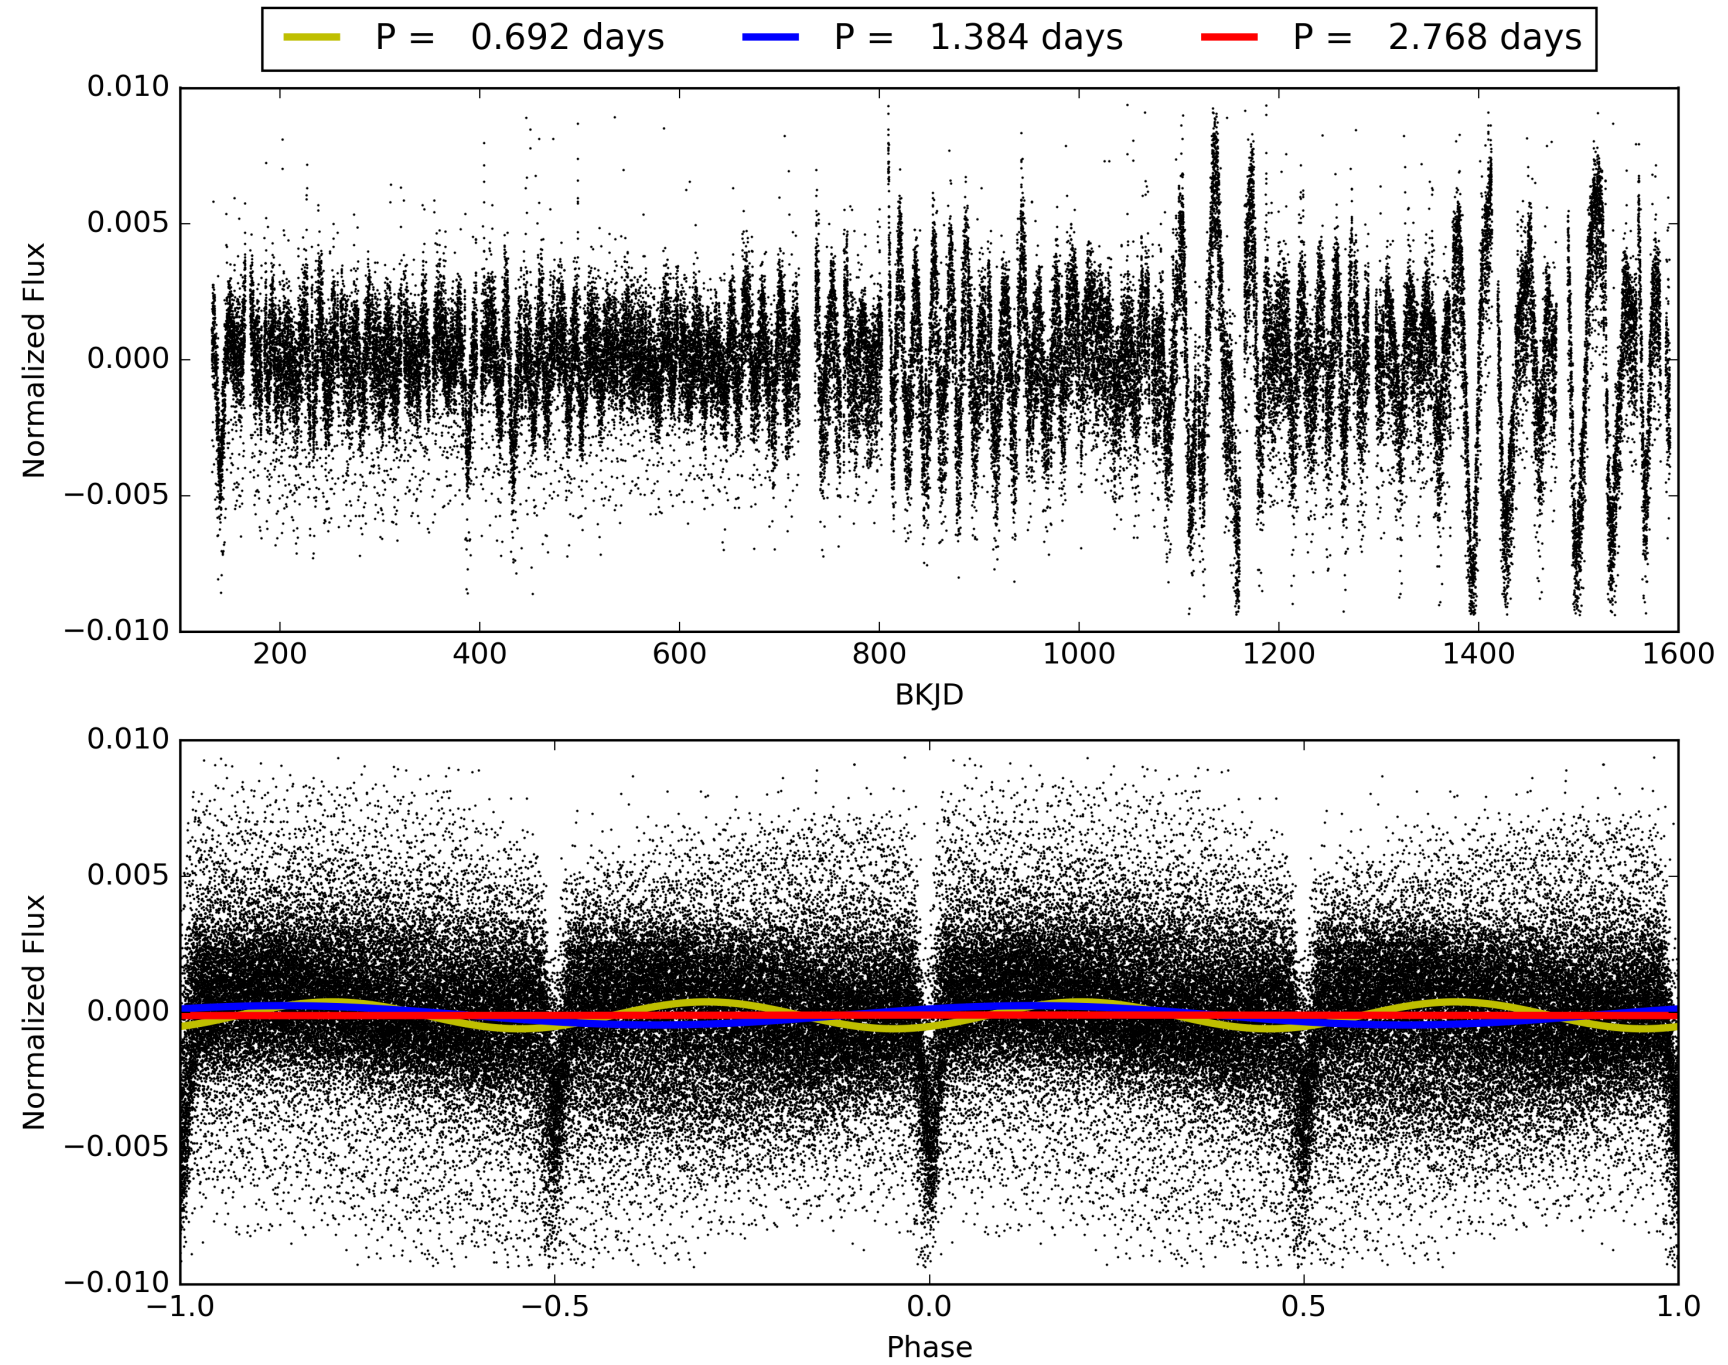 P = 0.692 days P = 1.384 days P = 2.768 days
0.010
0.005
0.000
−0.005
−0.010
Normalized Flux
200 400 600 800 1000 1200 1400 1600
BKJD
0.010
0.005
0.000
−0.005
−0.010
Normalized Flux
−1.0 −0.5 0.0 0.5 1.0
Phase